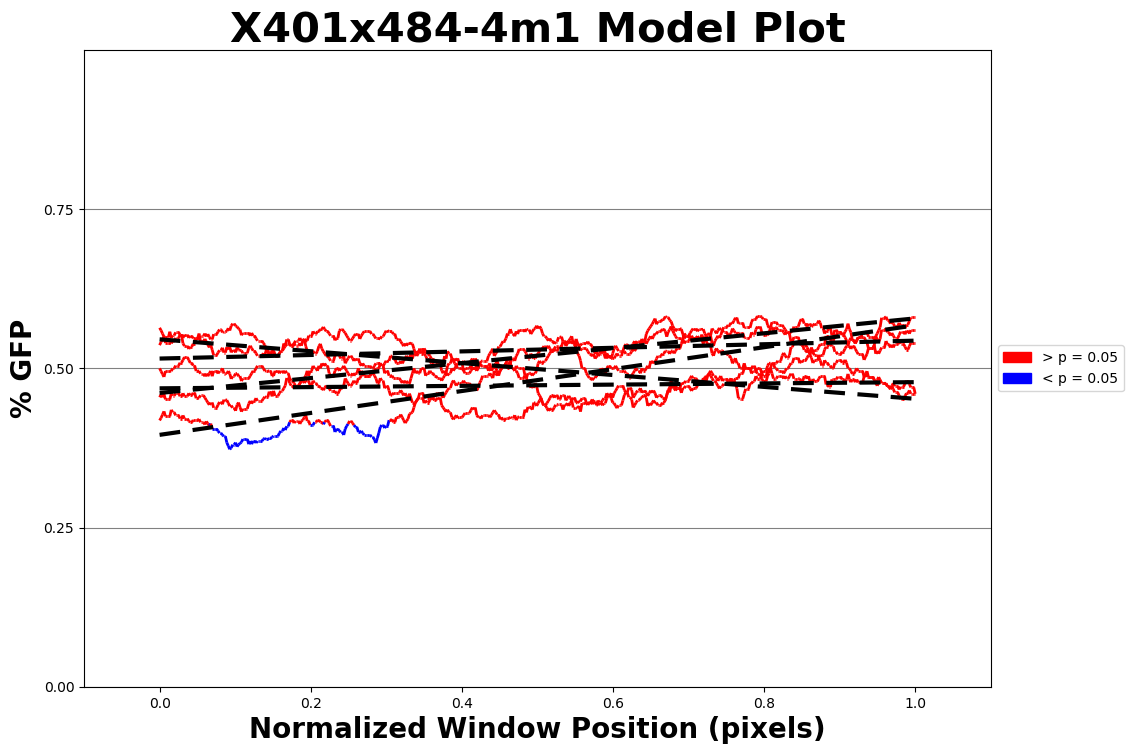 X401x484-4m1 Model Plot
% GFP
0.75
0.50
0.25
0.00
0.0 0.2 0.4 0.6 0.8 1.0
Normalized Window Position (pixels)
> p = 0.05
< p = 0.05